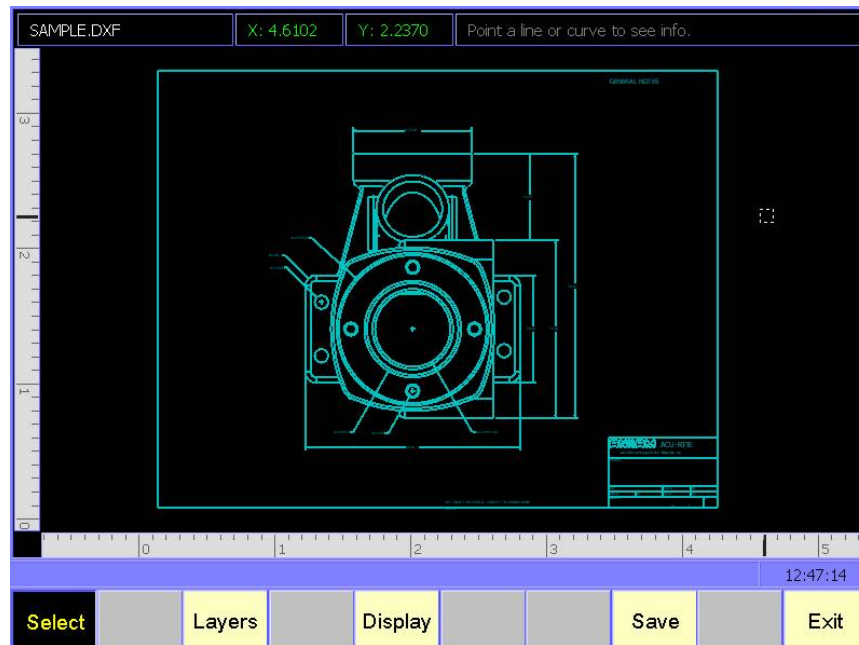 SAMPLE.DXF X: 4.6102 Y: 2.2370 Point a line or curve to see info.
GENERAL NOTES
3
2
1
0
ACU-RITE
0 1 2 3 4 5
12:47:14
Select Layers Display Save Exit